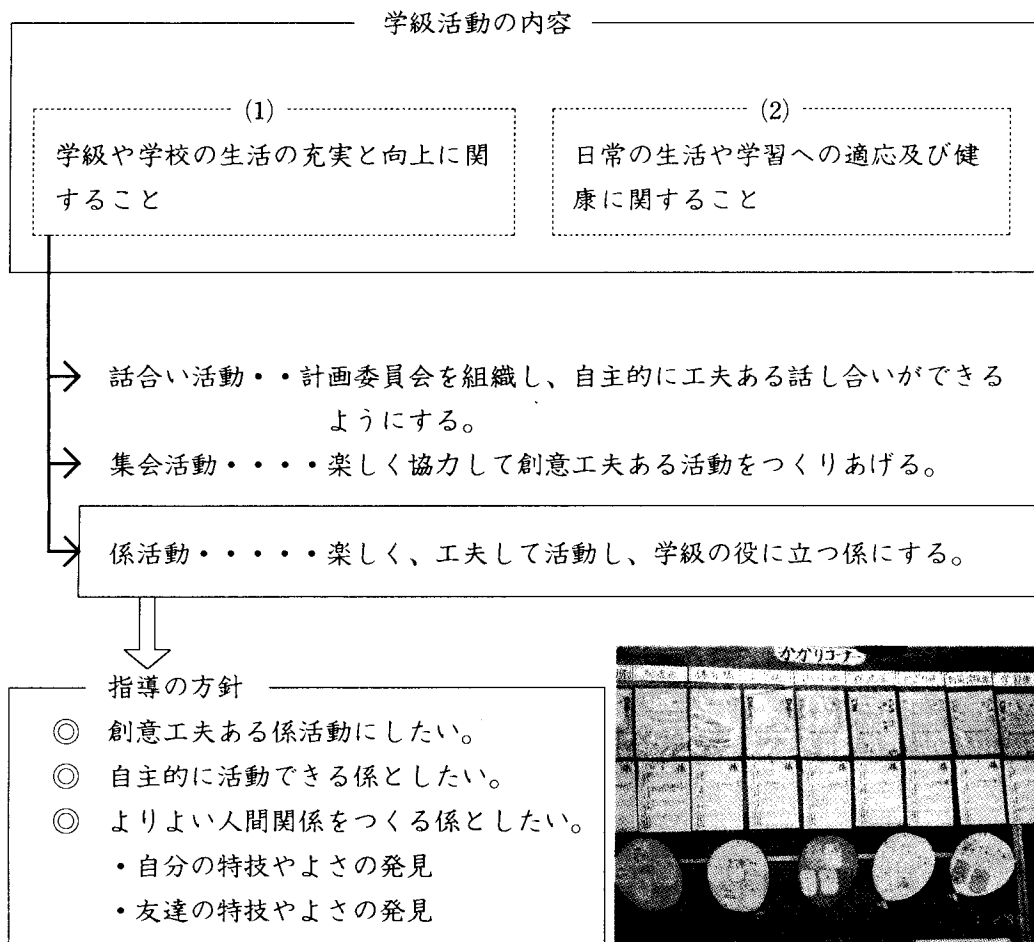 学級活動の内容
(1)
学級や学校の生活の充実と向上に関
すること
(2)
日常の生活や学習への適応及び健
康に関すること
話合い活動・・計画委員会を組織し、自主的に工夫ある話し合いができる
ようにする。
集会活動・・・・楽しく協力して創意工夫ある活動をつくりあげる。
係活動・・・・・楽しく、工夫して活動し、学級の役に立つ係にする。
指導の方針
◎ 創意工夫ある係活動にしたい。
◎ 自主的に活動できる係としたい。
◎ よりよい人間関係をつくる係としたい。
・自分の特技やよさの発見
・友達の特技やよさの発見
かかりコーナー